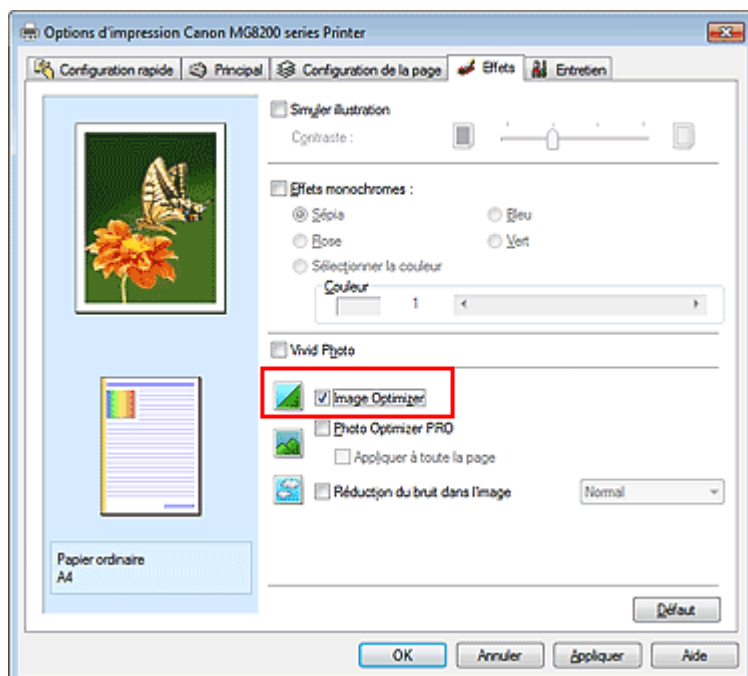 Options d'impression Canon MG8200 series Printer
Configuration rapide Principal Configuration de la page Effets Entretien
Simuler illustration
Contraste :
Effets monochromes :
Sépia Bleu
Rose Vert
Sélectionner la couleur
Couleur
1
Vivid Photo
Image Optimizer
Photo Optimizer PRO
Appliquer à toute la page
Réduction du bruit dans l'image Normal
Papier ordinaire
A4
Défaut
OK Annuler Appliquer Aide